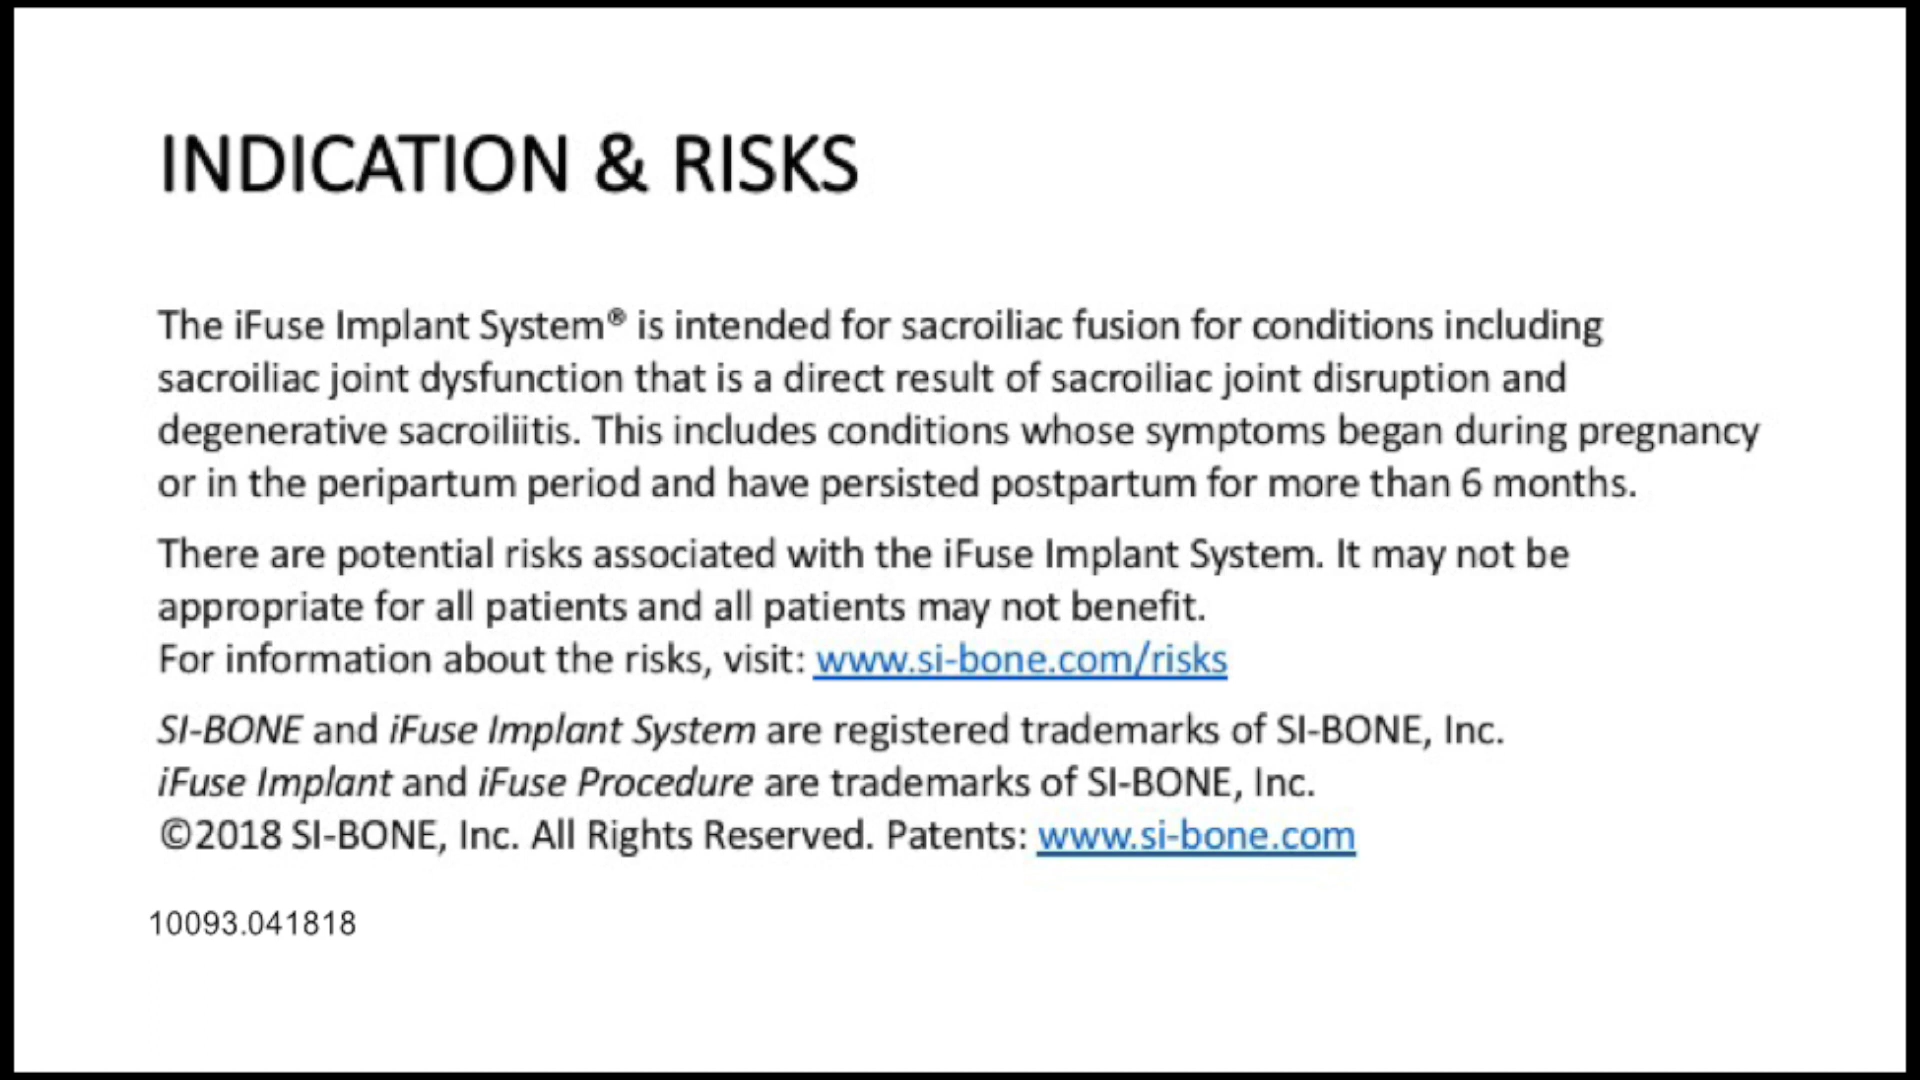 INDICATION & RISKS
The iFuse Implant System® is intended for sacroiliac fusion for conditions including
sacroiliac joint dysfunction that is a direct result of sacroiliac joint disruption and
degenerative sacroiliitis. This includes conditions whose symptoms began during pregnancy
or in the peripartum period and have persisted postpartum for more than 6 months.
There are potential risks associated with the iFuse Implant System. It may not be
appropriate for all patients and all patients may not benefit.
For information about the risks, visit: www.si-bone.com/risks
SI-BONE and iFuse Implant System are registered trademarks of SI-BONE, Inc.
iFuse Implant and iFuse Procedure are trademarks of SI-BONE, Inc.
©2018 SI-BONE, Inc. All Rights Reserved. Patents: www.si-bone.com
10093.041818